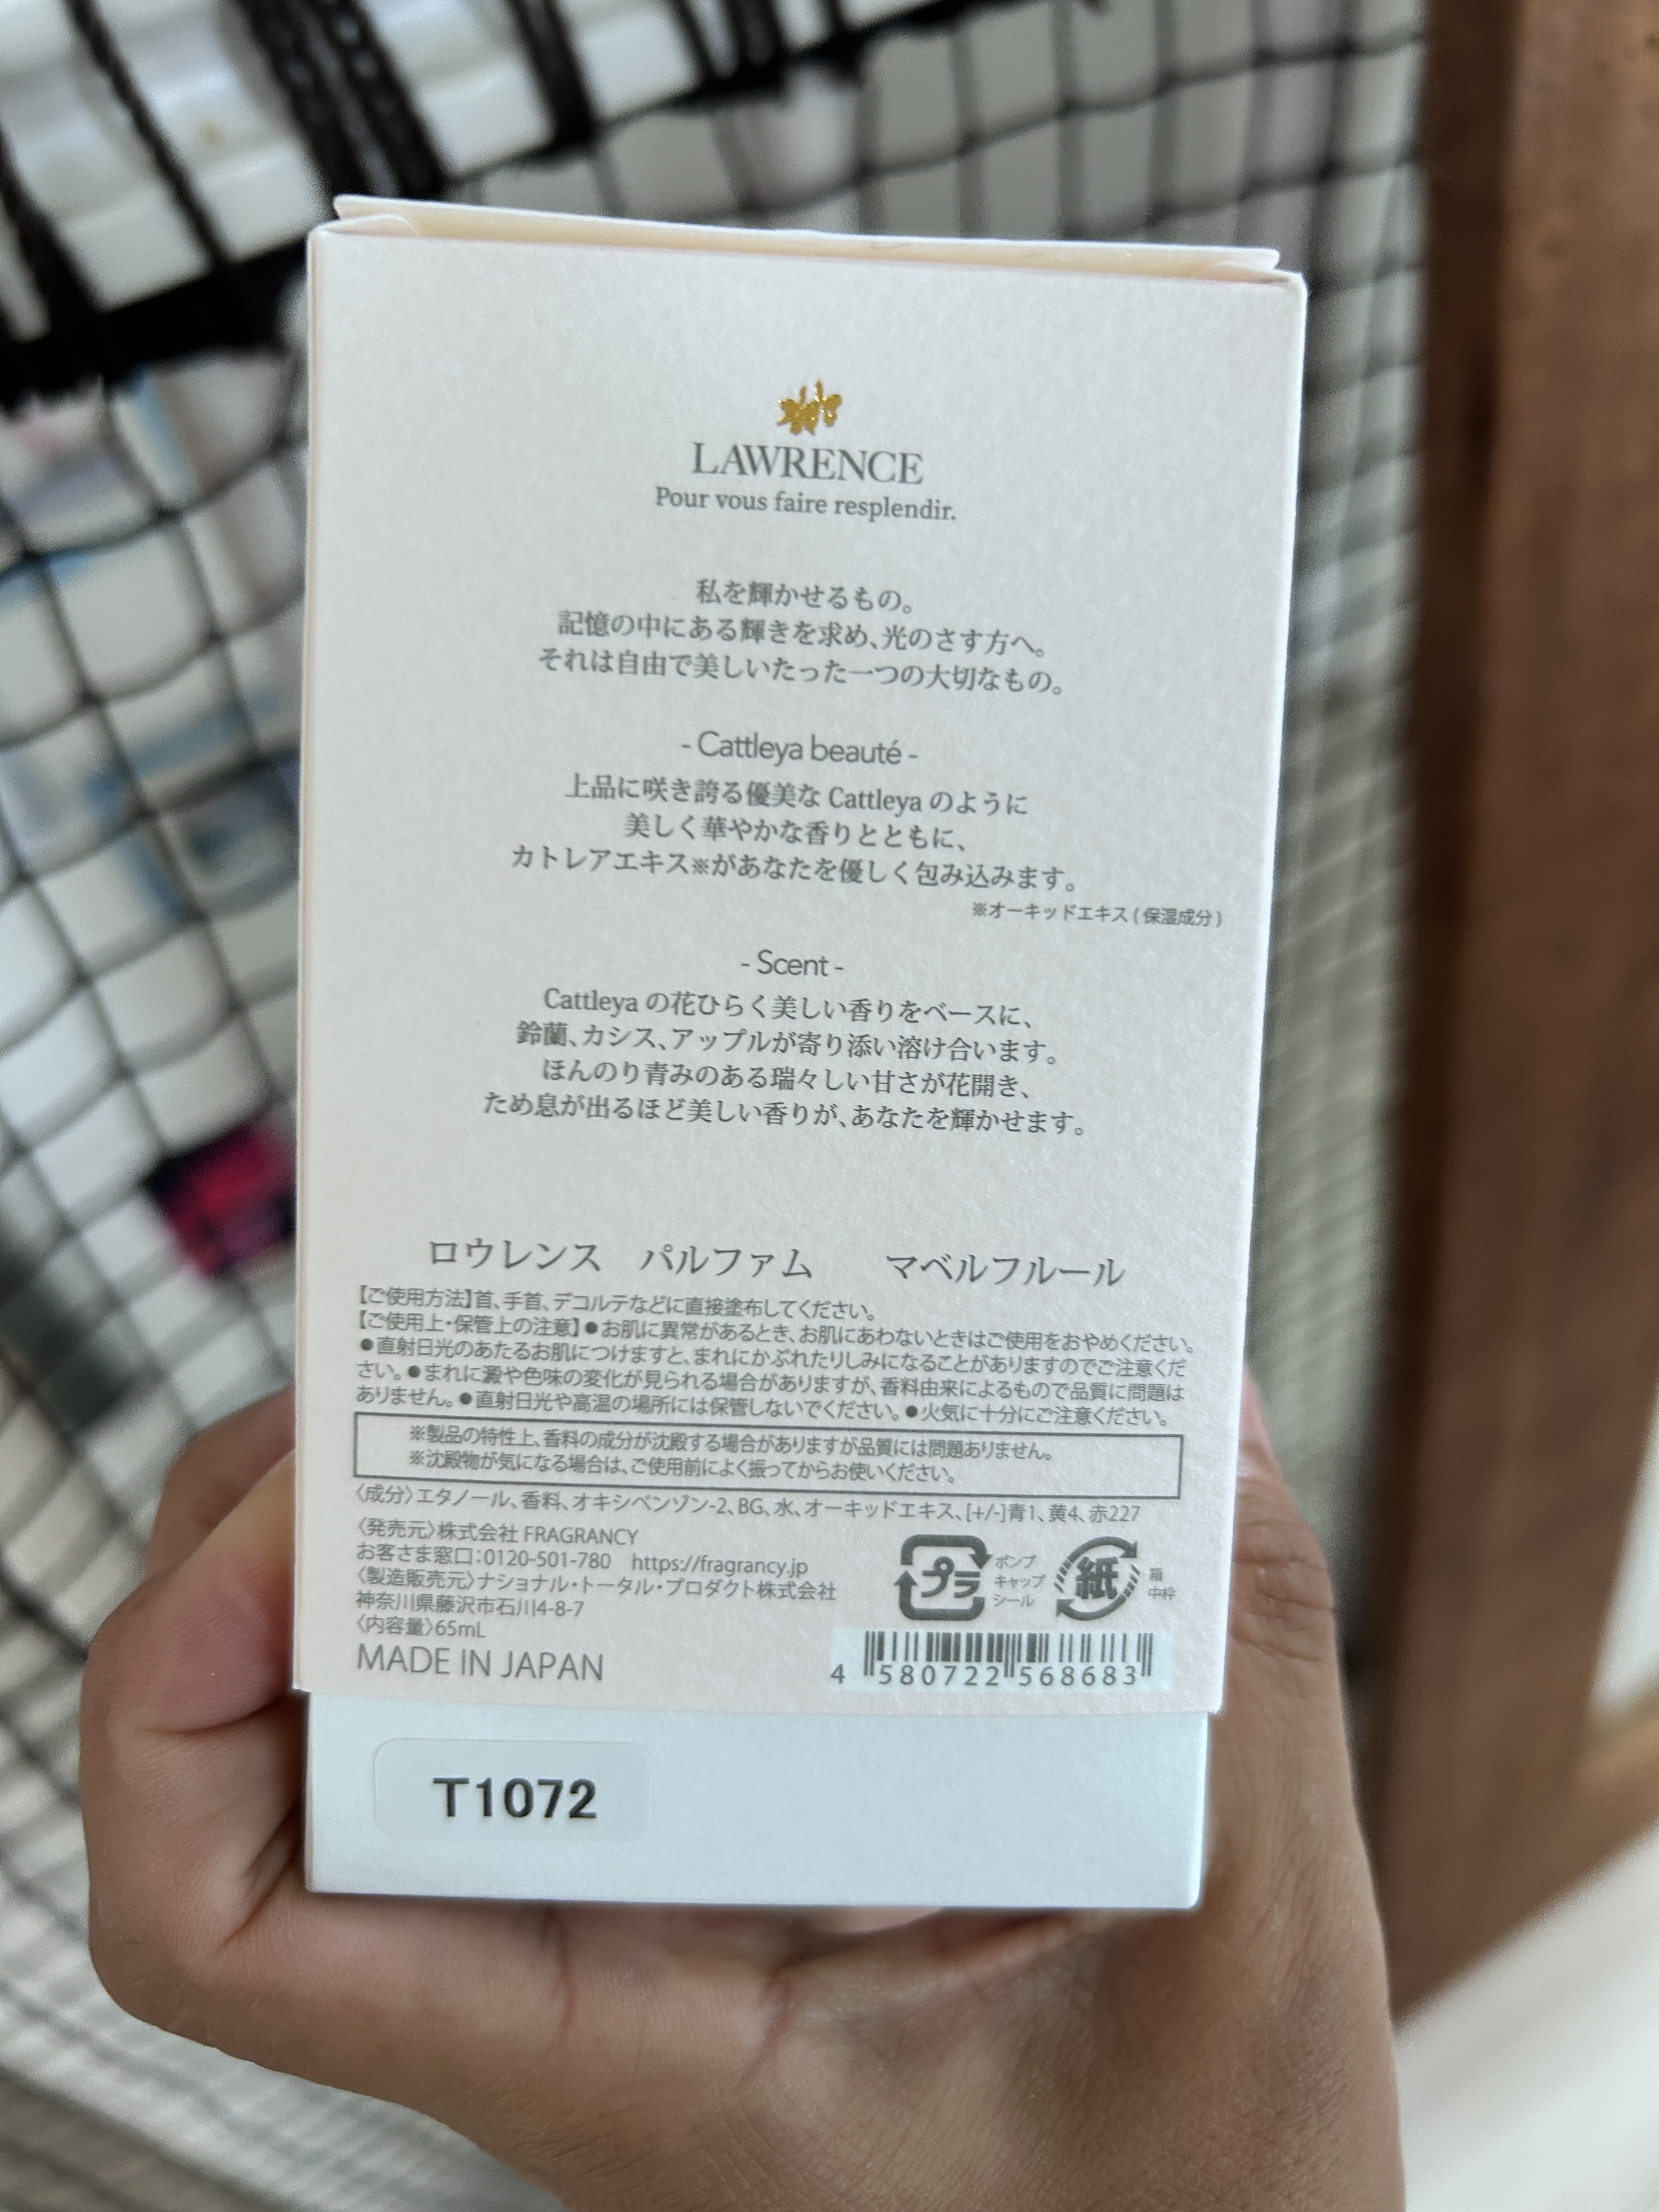 LAWRENCE
Pour vous faire resplendir.
私を輝かせるもの。
記憶の中にある輝きを求め、光のさす方へ。
それは自由で美しいたった一つの大切なもの。
- Cattleya beauté -
上品に咲き誇る優美な Cattleya のように
美しく華やかな香りとともに、
カトレアエキス※があなたを優しく包み込みます。
※オーキッドエキス ( 保湿成分 )
- Scent -
Cattleya の花ひらく美しい香りをベースに、
鈴蘭、カシス、アップルが寄り添い溶け合います。
ほんのり青みのある瑞々しい甘さが花開き、
ため息が出るほど美しい香りが、あなたを輝かせます。
ロウレンス パルファム マベルフルール
【ご使用方法】首、手首、デコルテなどに直接塗布してください。
【ご使用上・保管上の注意】●お肌に異常があるとき、お肌にあわないときはご使用をおやめください。
●直射日光のあたるお肌につけますと、まれにかぶれたりしみになることがありますのでご注意くだ
さい。●まれに澱や色味の変化が見られる場合がありますが、香料由来によるもので品質に問題は
ありません。●直射日光や高温の場所には保管しないでください。●火気に十分にご注意ください。
※製品の特性上、香料の成分が沈殿する場合がありますが品質には問題ありません。
※沈殿物が気になる場合は、ご使用前によく振ってからお使いください。
〈成分〉エタノール、香料、オキシベンゾン-2、BG、水、オーキッドエキス、[+/-]青1、黄4、赤227
〈発売元〉株式会社 FRAGRANCY
お客さま窓口：0120-501-780 https://fragrancy.jp
〈製造販売元〉ナショナル・トータル・プロダクト株式会社
神奈川県藤沢市石川4-8-7
〈内容量〉65mL
MADE IN JAPAN
プラ
ポンプ
キャップ
シール
紙
箱
中枠
4 580722 568683
T1072